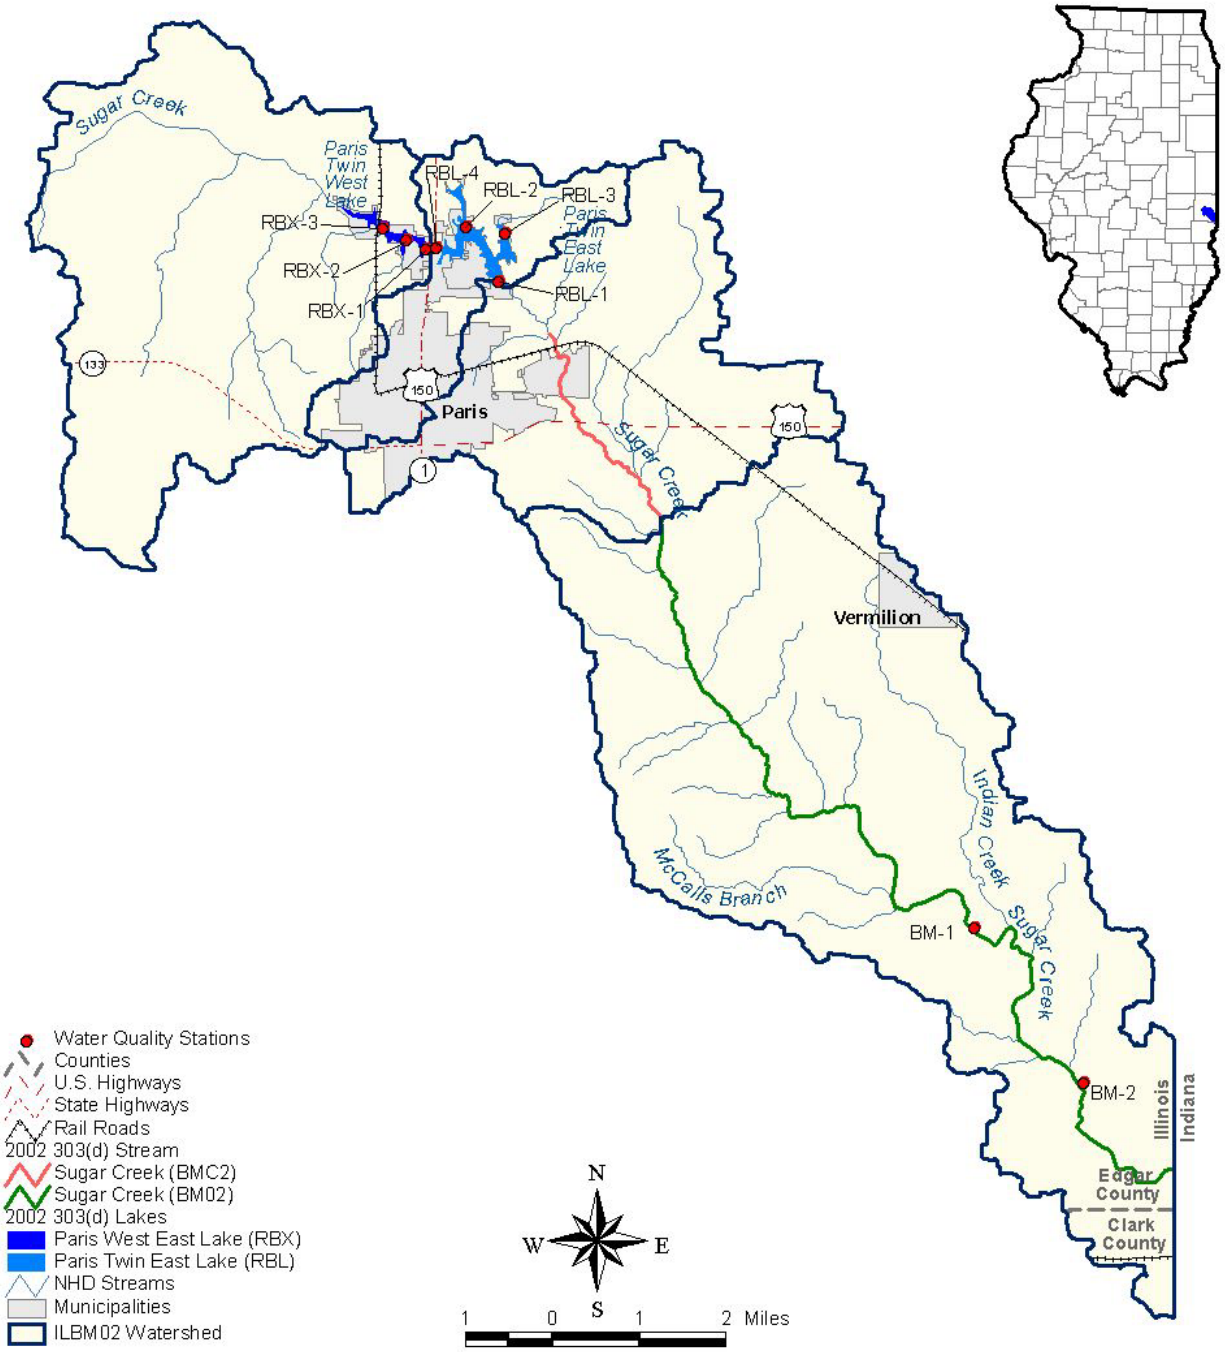 Sugar Creek
Paris
Twin
West
Lake
RBL-4
RBL-2
RBL-3
Paris
Twin
East
Lake
RBX-3
RBX-2
RBX-1
RBL-1
133
150
Paris
150
1
Sugar Creek
Vermilion
Indian Creek
McCalls Branch
Sugar Creek
BM-1
BM-2
Illinois
Indiana
Edgar
County
Clark
County
Water Quality Stations
Counties
U.S. Highways
State Highways
Rail Roads
2002 303(d) Stream
Sugar Creek (BMC2)
Sugar Creek (BM02)
2002 303(d) Lakes
Paris West East Lake (RBX)
Paris Twin East Lake (RBL)
NHD Streams
Municipalities
ILBM02 Watershed
N
W E
S
1 0 1 2 Miles